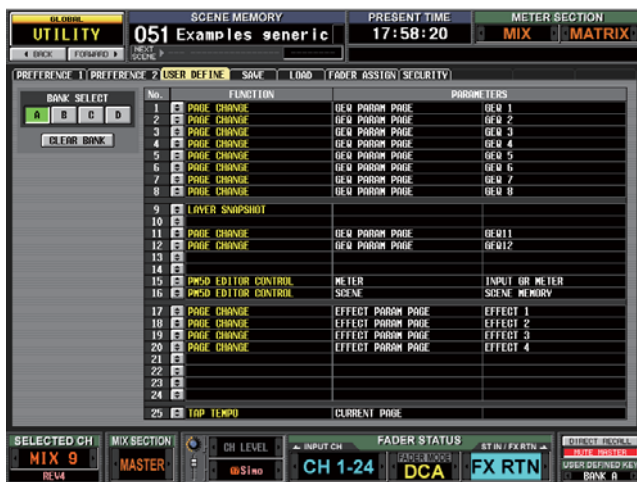 GLOBAL SCENE MEMORY PRESENT TIME METER SECTION
UTILITY 051 Examples generic 17:58:20 MIX MATRIX
BACK FORWARD NEXT SCENE
PREFERENCE 1 PREFERENCE 2 USER DEFINE SAVE LOAD FADER ASSIGN SECURITY
BANK SELECT
A B C D
CLEAR BANK
No. FUNCTION PARAMETERS
1 PAGE CHANGE GEQ PARAM PAGE GEQ 1
2 PAGE CHANGE GEQ PARAM PAGE GEQ 2
3 PAGE CHANGE GEQ PARAM PAGE GEQ 3
4 PAGE CHANGE GEQ PARAM PAGE GEQ 4
5 PAGE CHANGE GEQ PARAM PAGE GEQ 5
6 PAGE CHANGE GEQ PARAM PAGE GEQ 6
7 PAGE CHANGE GEQ PARAM PAGE GEQ 7
8 PAGE CHANGE GEQ PARAM PAGE GEQ 8
9 LAYER SNAPSHOT
10
11 PAGE CHANGE GEQ PARAM PAGE GEQ11
12 PAGE CHANGE GEQ PARAM PAGE GEQ12
13
14
15 PM5D EDITOR CONTROL METER INPUT GR METER
16 PM5D EDITOR CONTROL SCENE SCENE MEMORY
17 PAGE CHANGE EFFECT PARAM PAGE EFFECT 1
18 PAGE CHANGE EFFECT PARAM PAGE EFFECT 2
19 PAGE CHANGE EFFECT PARAM PAGE EFFECT 3
20 PAGE CHANGE EFFECT PARAM PAGE EFFECT 4
21
22
23
24
25 TAP TEMPO CURRENT PAGE
SELECTED CH MIX SECTION CH LEVEL INPUT CH FADER STATUS ST IN / FX RTN DIRECT RECALL
MIX 9 MASTER CH 1-24 FADER MODE FX RTN MUTE MASTER
REV4 Simo DCA USER DEFINED KEY
BANK A